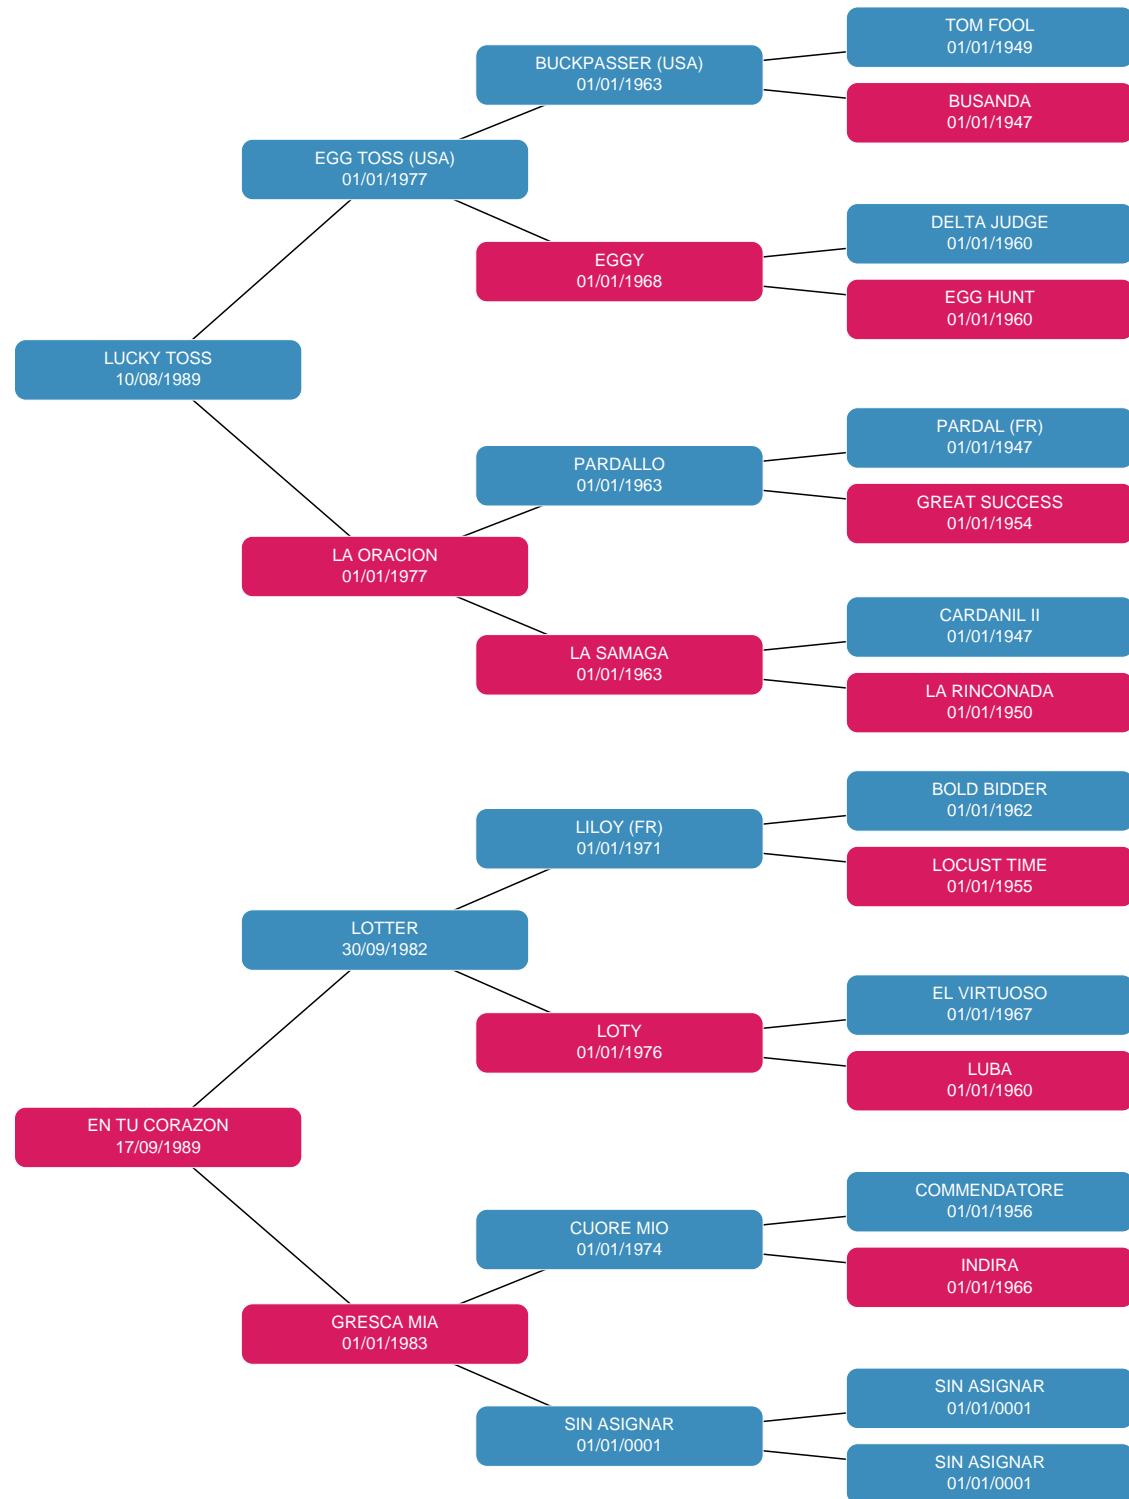 TOM FOOL
01/01/1949
BUCKPASSER (USA)
01/01/1963
BUSANDA
01/01/1947
EGG TOSS (USA)
01/01/1977
DELTA JUDGE
01/01/1960
EGGY
01/01/1968
EGG HUNT
01/01/1960
LUCKY TOSS
10/08/1989
PARDAL (FR)
01/01/1947
PARDALLO
01/01/1963
GREAT SUCCESS
01/01/1954
LA ORACION
01/01/1977
CARDANIL II
01/01/1947
LA SAMAGA
01/01/1963
LA RINCONADA
01/01/1950
BOLD BIDDER
01/01/1962
LILOY (FR)
01/01/1971
LOCUST TIME
01/01/1955
LOTTER
30/09/1982
EL VIRTUOSO
01/01/1967
LOTY
01/01/1976
LUBA
01/01/1960
EN TU CORAZON
17/09/1989
COMMENDATORE
01/01/1956
CUORE MIO
01/01/1974
INDIRA
01/01/1966
GRESCA MIA
01/01/1983
SIN ASIGNAR
01/01/0001
SIN ASIGNAR
01/01/0001
SIN ASIGNAR
01/01/0001